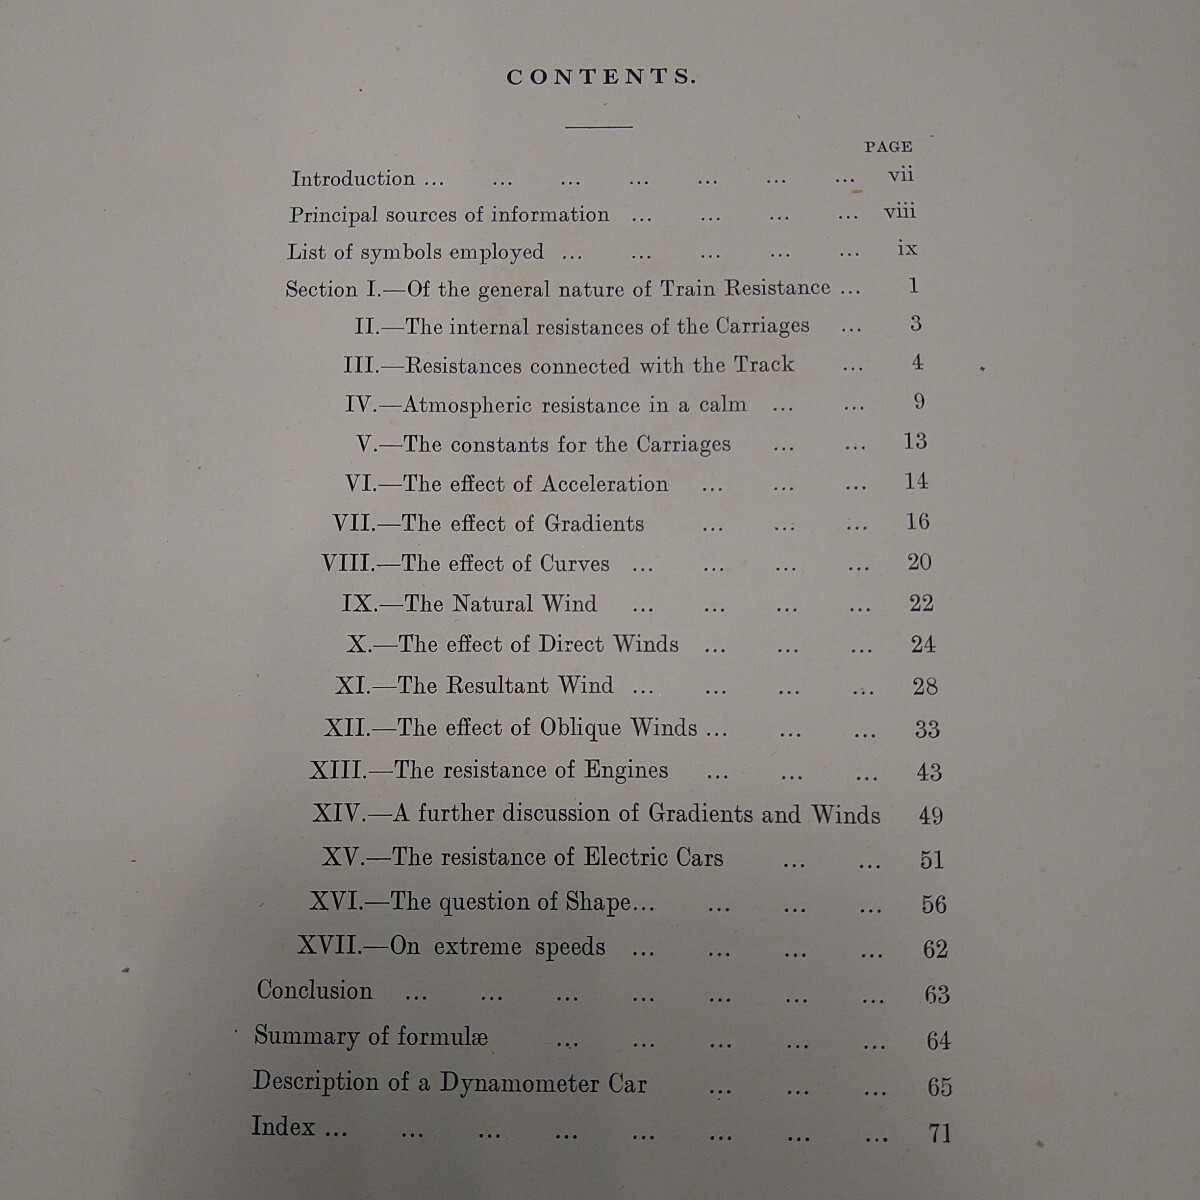 CONTENTS.
PAGE
Introduction ... ... ... ... ... ... ... vii
Principal sources of information ... ... ... ... viii
List of symbols employed ... ... ... ... ... ix
Section I.—Of the general nature of Train Resistance ... 1
II.—The internal resistances of the Carriages ... 3
III.—Resistances connected with the Track ... 4
IV.—Atmospheric resistance in a calm ... ... 9
V.—The constants for the Carriages ... ... 13
VI.—The effect of Acceleration ... ... ... 14
VII.—The effect of Gradients ... ... ... 16
VIII.—The effect of Curves ... ... ... ... 20
IX.—The Natural Wind ... ... ... ... 22
X.—The effect of Direct Winds ... ... ... 24
XI.—The Resultant Wind ... ... ... ... 28
XII.—The effect of Oblique Winds ... ... ... 33
XIII.—The resistance of Engines ... ... ... 43
XIV.—A further discussion of Gradients and Winds 49
XV.—The resistance of Electric Cars ... ... 51
XVI.—The question of Shape... ... ... ... 56
XVII.—On extreme speeds ... ... ... ... 62
Conclusion ... ... ... ... ... ... ... 63
Summary of formulæ ... ... ... ... ... 64
Description of a Dynamometer Car ... ... ... 65
Index ... ... ... ... ... ... ... ... 71